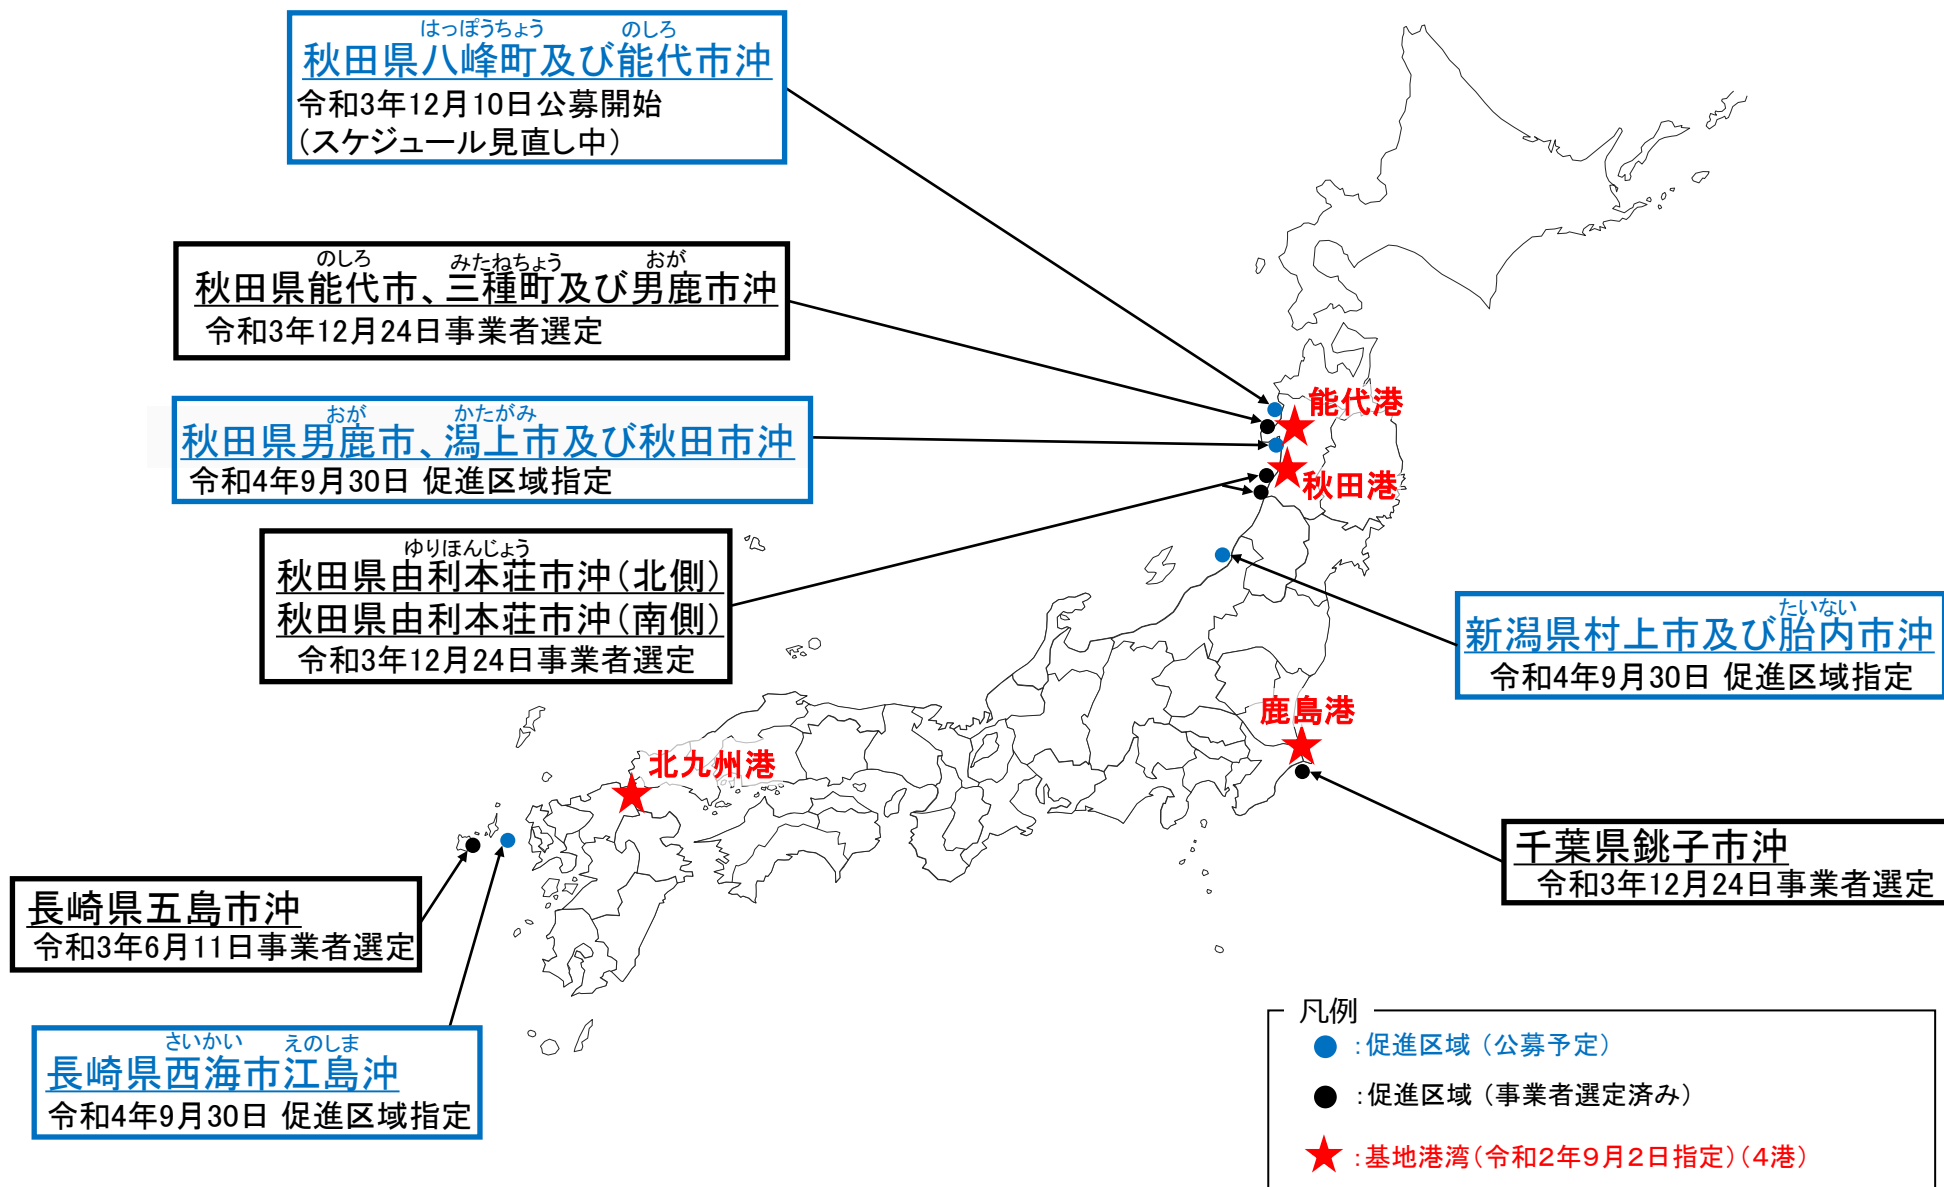 はっぽうちょう のしろ
秋田県八峰町及び能代市沖
令和3年12月10日公募開始
（スケジュール見直し中）
のしろ みたねちょう おが
秋田県能代市、三種町及び男鹿市沖
令和3年12月24日事業者選定
おが かたがみ
秋田県男鹿市、潟上市及び秋田市沖
令和4年9月30日 促進区域指定
ゆりほんじょう
秋田県由利本荘市沖（北側）
秋田県由利本荘市沖（南側）
令和3年12月24日事業者選定
能代港
秋田港
たいない
新潟県村上市及び胎内市沖
令和4年9月30日 促進区域指定
鹿島港
北九州港
千葉県銚子市沖
令和3年12月24日事業者選定
長崎県五島市沖
令和3年6月11日事業者選定
さいかい えのしま
長崎県西海市江島沖
令和4年9月30日 促進区域指定
凡例
：促進区域（公募予定）
：促進区域（事業者選定済み）
：基地港湾（令和２年９月２日指定）（４港）